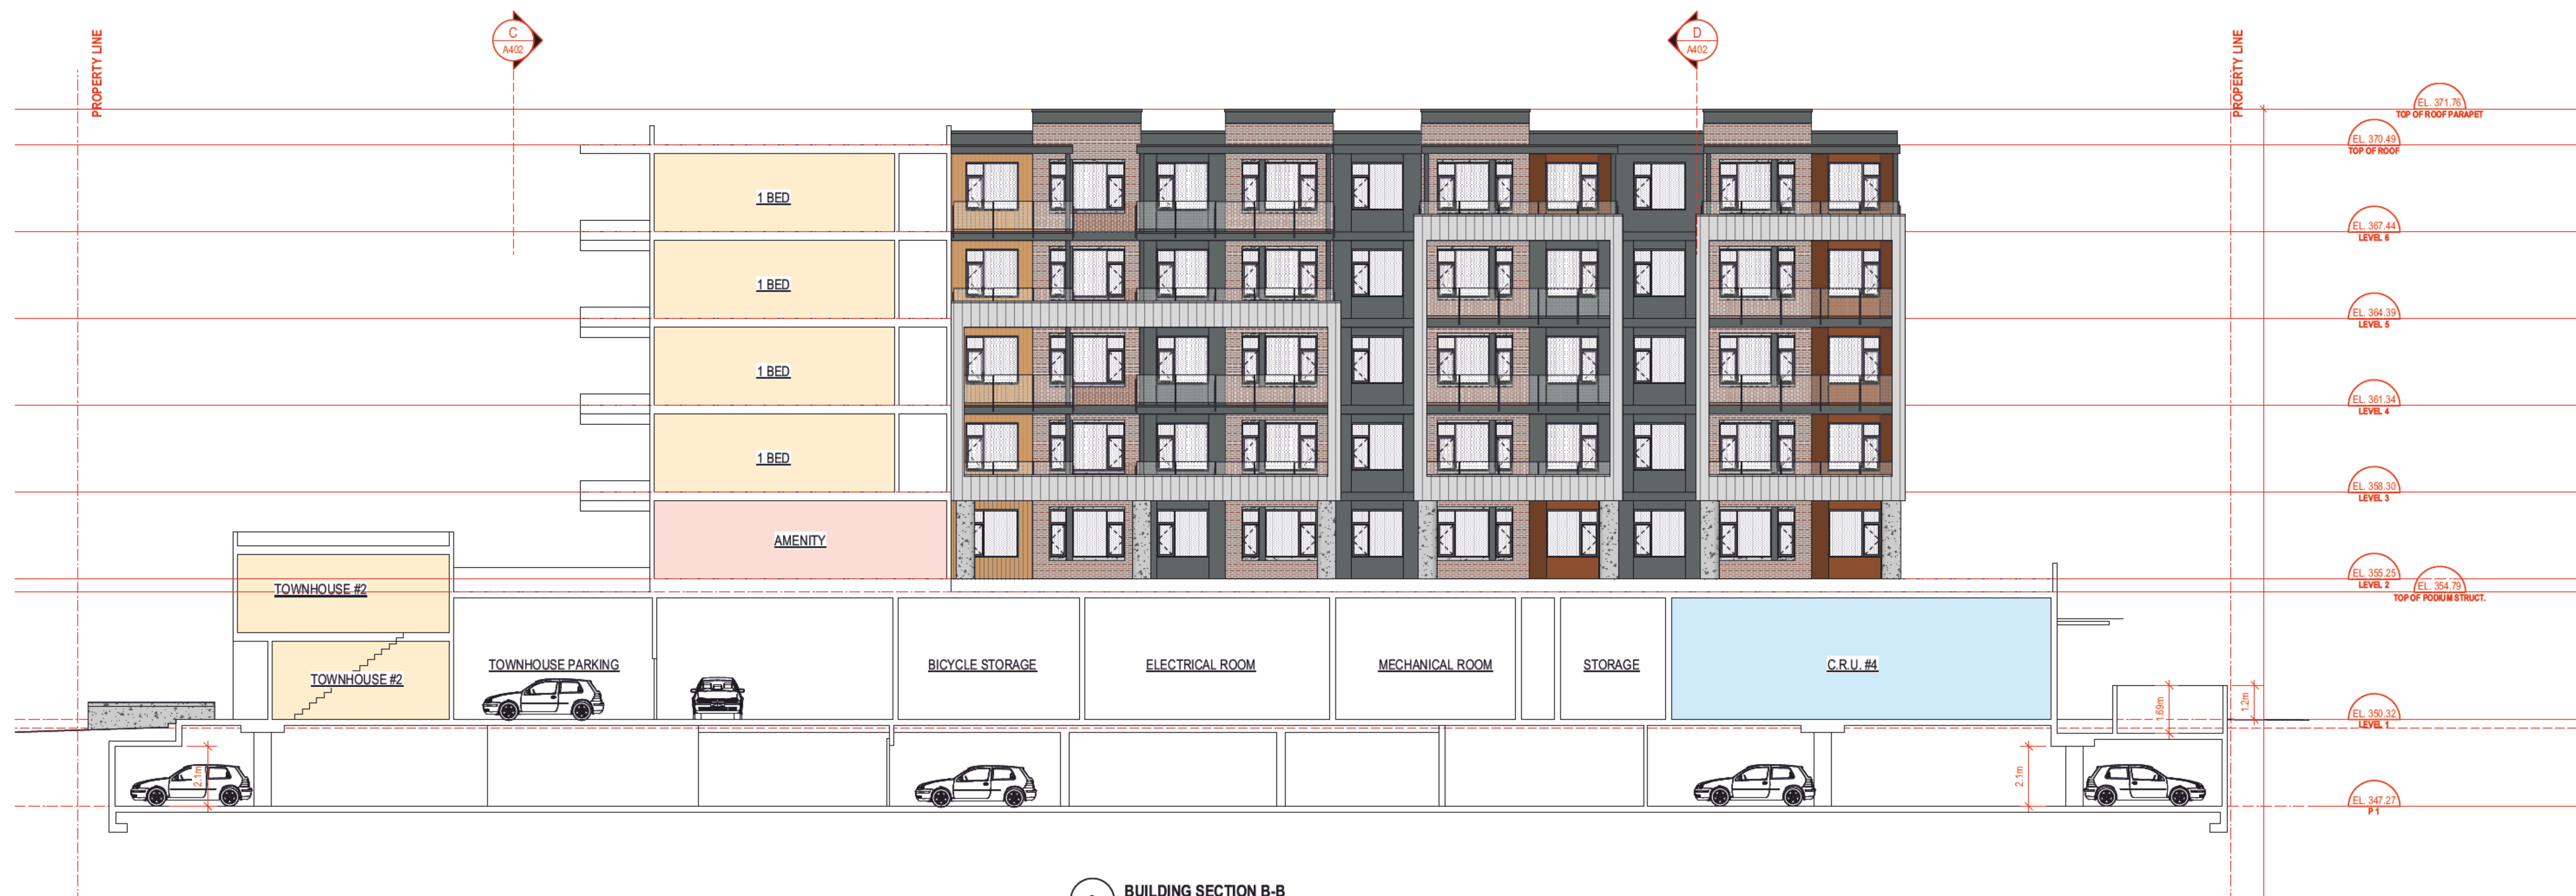 PROPERTY LINE
C
A402
D
A402
PROPERTY LINE
EL. 371.76
TOP OF ROOF PARAPET
EL. 370.49
TOP OF ROOF
1 BED
EL. 367.44
LEVEL 6
1 BED
EL. 364.39
LEVEL 5
1 BED
EL. 361.34
LEVEL 4
1 BED
EL. 358.30
LEVEL 3
AMENITY
EL. 355.25
LEVEL 2
EL. 354.79
TOP OF PODIUM STRUCT.
TOWNHOUSE #2
TOWNHOUSE #2
TOWNHOUSE PARKING
BICYCLE STORAGE
ELECTRICAL ROOM
MECHANICAL ROOM
STORAGE
C.R.U. #4
1.69m
1.2m
EL. 350.32
LEVEL 1
2.1m
2.1m
EL. 347.27
P 1
BUILDING SECTION B-B